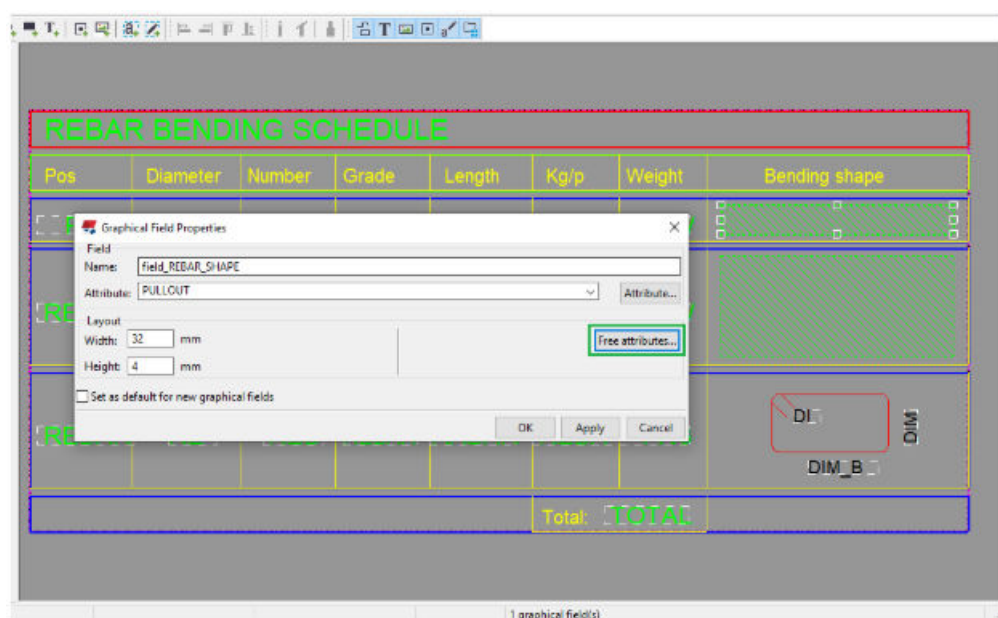 REBAR BENDING SCHEDULE
Pos Diameter Number Grade Length Kg/p Weight Bending shape
Graphical Field Properties
Field
Name: field_REBAR_SHAPE
Attribute: PULLOUT Attribute...
Layout
Width: 32 mm Free attributes...
Height: 4 mm
Set as default for new graphical fields
OK Apply Cancel
DIM
DIM_B
Total: TOTAL
1 graphical field(s)